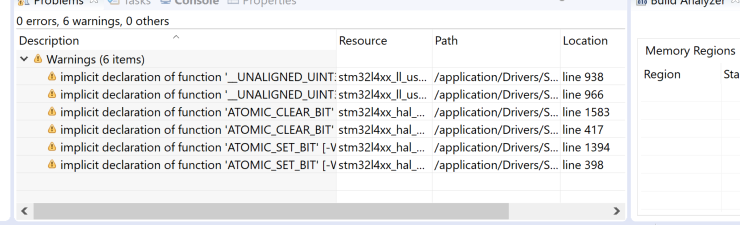 Problems Tasks Console Properties
Build Analyzer
0 errors, 6 warnings, 0 others
Description Resource Path Location
Warnings (6 items)
implicit declaration of function '__UNALIGNED_UINT: stm32l4xx_ll_us... /application/Drivers/S... line 938
implicit declaration of function '__UNALIGNED_UINT: stm32l4xx_ll_us... /application/Drivers/S... line 966
implicit declaration of function 'ATOMIC_CLEAR_BIT' stm32l4xx_hal_... /application/Drivers/S... line 1583
implicit declaration of function 'ATOMIC_CLEAR_BIT' stm32l4xx_hal_... /application/Drivers/S... line 417
implicit declaration of function 'ATOMIC_SET_BIT' [-W stm32l4xx_hal_... /application/Drivers/S... line 1394
implicit declaration of function 'ATOMIC_SET_BIT' [-W stm32l4xx_hal_... /application/Drivers/S... line 398
Memory Regions
Region Sta